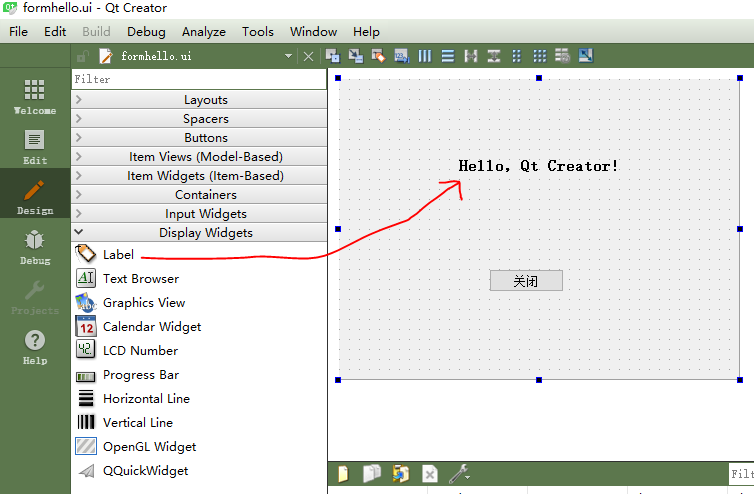 formhello.ui - Qt Creator
File Edit Build Debug Analyze Tools Window Help
formhello.ui
Filter
Welcome
Edit
Design
Debug
Projects
Help
Layouts
Spacers
Buttons
Item Views (Model-Based)
Item Widgets (Item-Based)
Containers
Input Widgets
Display Widgets
Label
Text Browser
Graphics View
Calendar Widget
LCD Number
Progress Bar
Horizontal Line
Vertical Line
OpenGL Widget
QQuickWidget
Hello, Qt Creator!
关闭